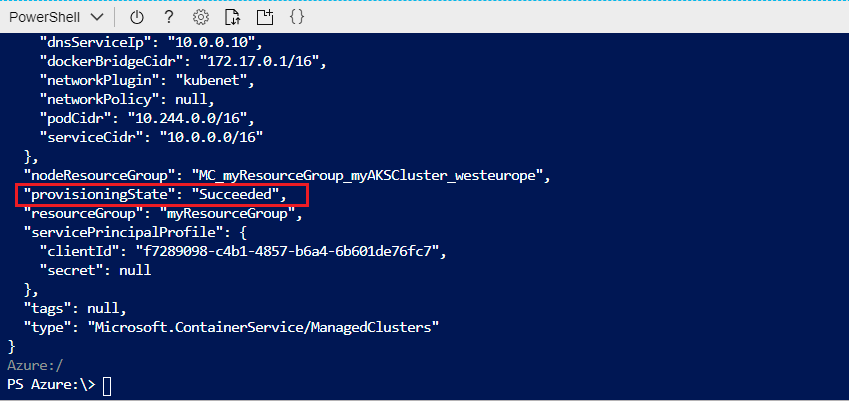 PowerShell
"dnsServiceIp": "10.0.0.10",
"dockerBridgeCidr": "172.17.0.1/16",
"networkPlugin": "kubenet",
"networkPolicy": null,
"podCidr": "10.244.0.0/16",
"serviceCidr": "10.0.0.0/16"
},
"nodeResourceGroup": "MC_myResourceGroup_myAKSCluster_westeurope",
"provisioningState": "Succeeded",
"resourceGroup": "myResourceGroup",
"servicePrincipalProfile": {
"clientId": "f7289098-c4b1-4857-b6a4-6b601de76fc7",
"secret": null
},
"tags": null,
"type": "Microsoft.ContainerService/ManagedClusters"
}
Azure:/
PS Azure:\>